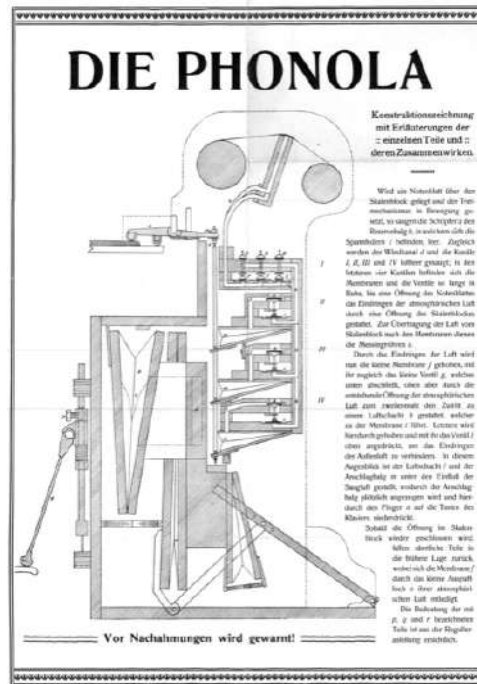 DIE PHONOLA
Konstruktionszeichnung
mit Erläuterungen der
:: einzelnen Teile und ::
deren Zusammenwirken.
Wird ein Notenblatt über den
Skalenblock gelegt und der Tret-
mechanismus in Bewegung ge-
setzt, so saugen die Schöpfer a den
Reservebalg b, in welchem sich die
Spannfedern i befinden, leer. Zugleich
werden der Windkanal d und die Kanäle
I, II, III und IV luftleer gesaugt; in den
letzteren vier Kanälen befinden sich die
Membranen und die Ventile so lange in
Ruhe, bis eine Öffnung des Notenblattes
das Eindringen der atmosphärischen Luft
durch eine Öffnung des Skalenblockes
gestattet. Zur Übertragung der Luft vom
Skalenblock nach den Membranen dienen
die Messingröhren
Durch das Eindringen der Luft wird
nun die kleine Membrane f gehoben, mit
ihr zugleich das kleine Ventil g, welches
unten abschließt, oben aber durch die
entstehende Öffnung der atmosphärischen
Luft zum zweitenmal den Zutritt zu
einem Luftschacht h gestattet, welcher
zu der Membrane i führt. Letztere wird
hierdurch gehoben und mit ihr das Ventil
oben angedrückt, um das Eindringen
der Außenluft zu verhindern. In diesem
Augenblick ist der Luftschacht l und der
Anschlagbalg m unter den Einfluß der
Saugluft gestellt, wodurch der Anschlag-
balg plötzlich angezogen wird und hier-
durch den Finger n auf die Tasten des
Klaviers niederdrückt.
Sobald die Öffnung im Skalen-
block wieder geschlossen wird,
fallen sämtliche Teile in
die frühere Lage zurück,
wobei sich die Membrane f
durch das kleine
loch e ihrer atmosphäri-
schen Luft entledigt.
Die Bedeutung der mit
p, q und r bezeichneten
Teile ist aus der
anleitung ersichtlich.
I
II
III
IV
Vor Nachahmungen wird gewarnt!